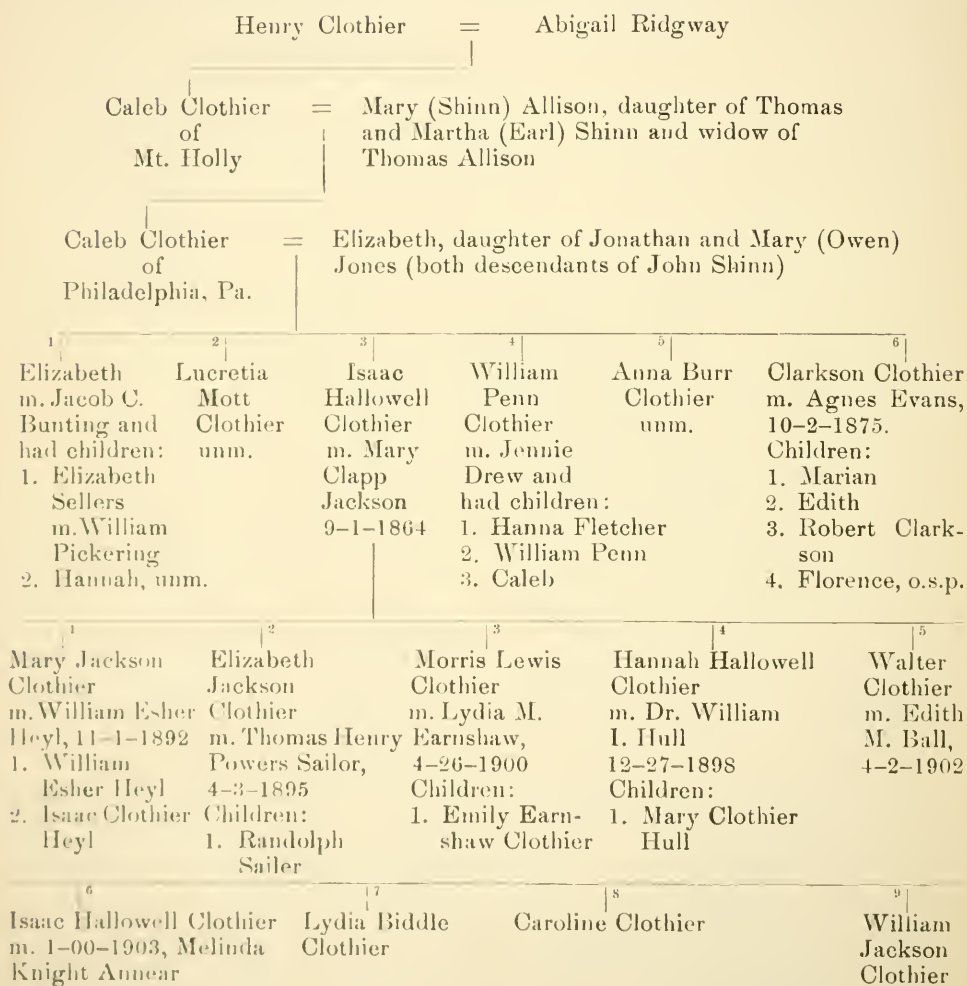 Henry Clothier = Abigail Ridgway
Caleb Clothier
of
Mt. Holly
= Mary (Shinn) Allison, daughter of Thomas
and Martha (Earl) Shinn and widow of
Thomas Allison
Caleb Clothier
of
Philadelphia, Pa.
= Elizabeth, daughter of Jonathan and Mary (Owen)
Jones (both descendants of John Shinn)
1
Elizabeth
m. Jacob C.
Bunting and
had children:
1. Elizabeth
Sellers
m. William
Pickering
2. Hannah, unm.
2
Lucretia
Mott
Clothier
unm.
3
Isaac
Hallowell
Clothier
m. Mary
Clapp
Jackson
9-1-1864
4
William
Penn
Clothier
m. Jennie
Drew and
had children:
1. Hanna Fletcher
2. William Penn
3. Caleb
5
Anna Burr
Clothier
unm.
6
Clarkson Clothier
m. Agnes Evans,
10-2-1875.
Children:
1. Marian
2. Edith
3. Robert Clark-
son
4. Florence, o.s.p.
1
Mary Jackson
Clothier
m. William Esher
Heyl, 11-1-1892
1. William
Esher Heyl
2. Isaac Clothier
Heyl
2
Elizabeth
Jackson
Clothier
m. Thomas Henry
Powers Sailor,
4-3-1895
Children:
1. Randolph
Sailer
3
Morris Lewis
Clothier
m. Lydia M.
Earnshaw,
4-26-1900
Children:
1. Emily Earn-
shaw Clothier
4
Hannah Hallowell
Clothier
m. Dr. William
I. Hull
12-27-1898
Children:
1. Mary Clothier
Hull
5
Walter
Clothier
m. Edith
M. Ball,
4-2-1902
6
Isaac Hallowell Clothier
m. 1-00-1903, Melinda
Knight Annear
7
Lydia Biddle
Clothier
8
Caroline Clothier
9
William
Jackson
Clothier